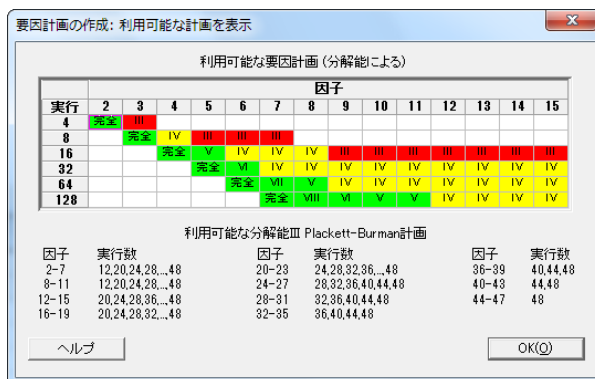 要因計画の作成: 利用可能な計画を表示
利用可能な要因計画 (分解能による)
因子
実行 2 3 4 5 6 7 8 9 10 11 12 13 14 15
4 完全 III
8 完全 IV III III III
16 完全 V IV IV IV III III III III III III III
32 完全 VI IV IV IV IV IV IV IV IV IV
64 完全 VII V IV IV IV IV IV IV IV
128 完全 VIII VI V V IV IV IV IV
利用可能な分解能III Plackett-Burman計画
因子 実行数 因子 実行数 因子 実行数
2-7 12,20,24,28,...,48 20-23 24,28,32,36,...,48 36-39 40,44,48
8-11 12,20,24,28,...,48 24-27 28,32,36,40,44,48 40-43 44,48
12-15 20,24,28,36,...,48 28-31 32,36,40,44,48 44-47 48
16-19 20,24,28,32,...,48 32-35 36,40,44,48
ヘルプ OK(O)